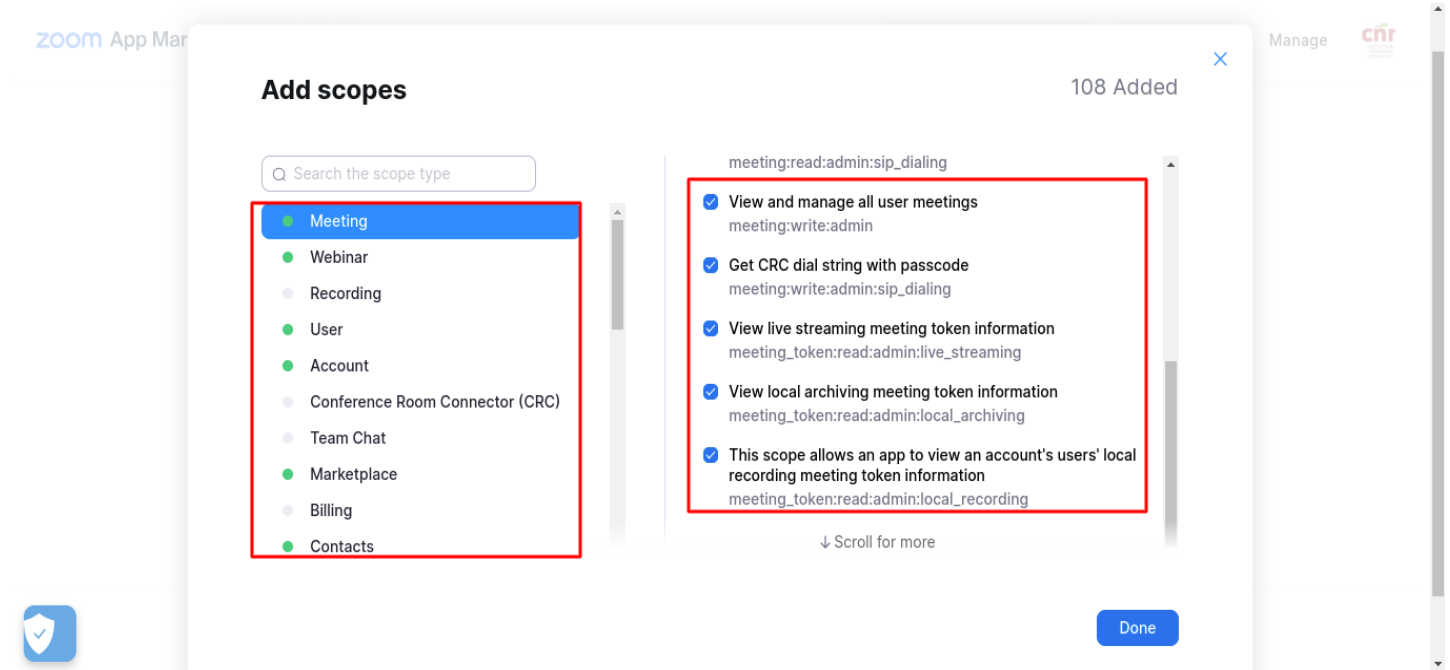 zoom App Mar
Manage
cnr
Add scopes
108 Added
Search the scope type
Meeting
Webinar
Recording
User
Account
Conference Room Connector (CRC)
Team Chat
Marketplace
Billing
Contacts
meeting:read:admin:sip_dialing
View and manage all user meetings
meeting:write:admin
Get CRC dial string with passcode
meeting:write:admin:sip_dialing
View live streaming meeting token information
meeting_token:read:admin:live_streaming
View local archiving meeting token information
meeting_token:read:admin:local_archiving
This scope allows an app to view an account's users' local
recording meeting token information
meeting_token:read:admin:local_recording
↓ Scroll for more
Done